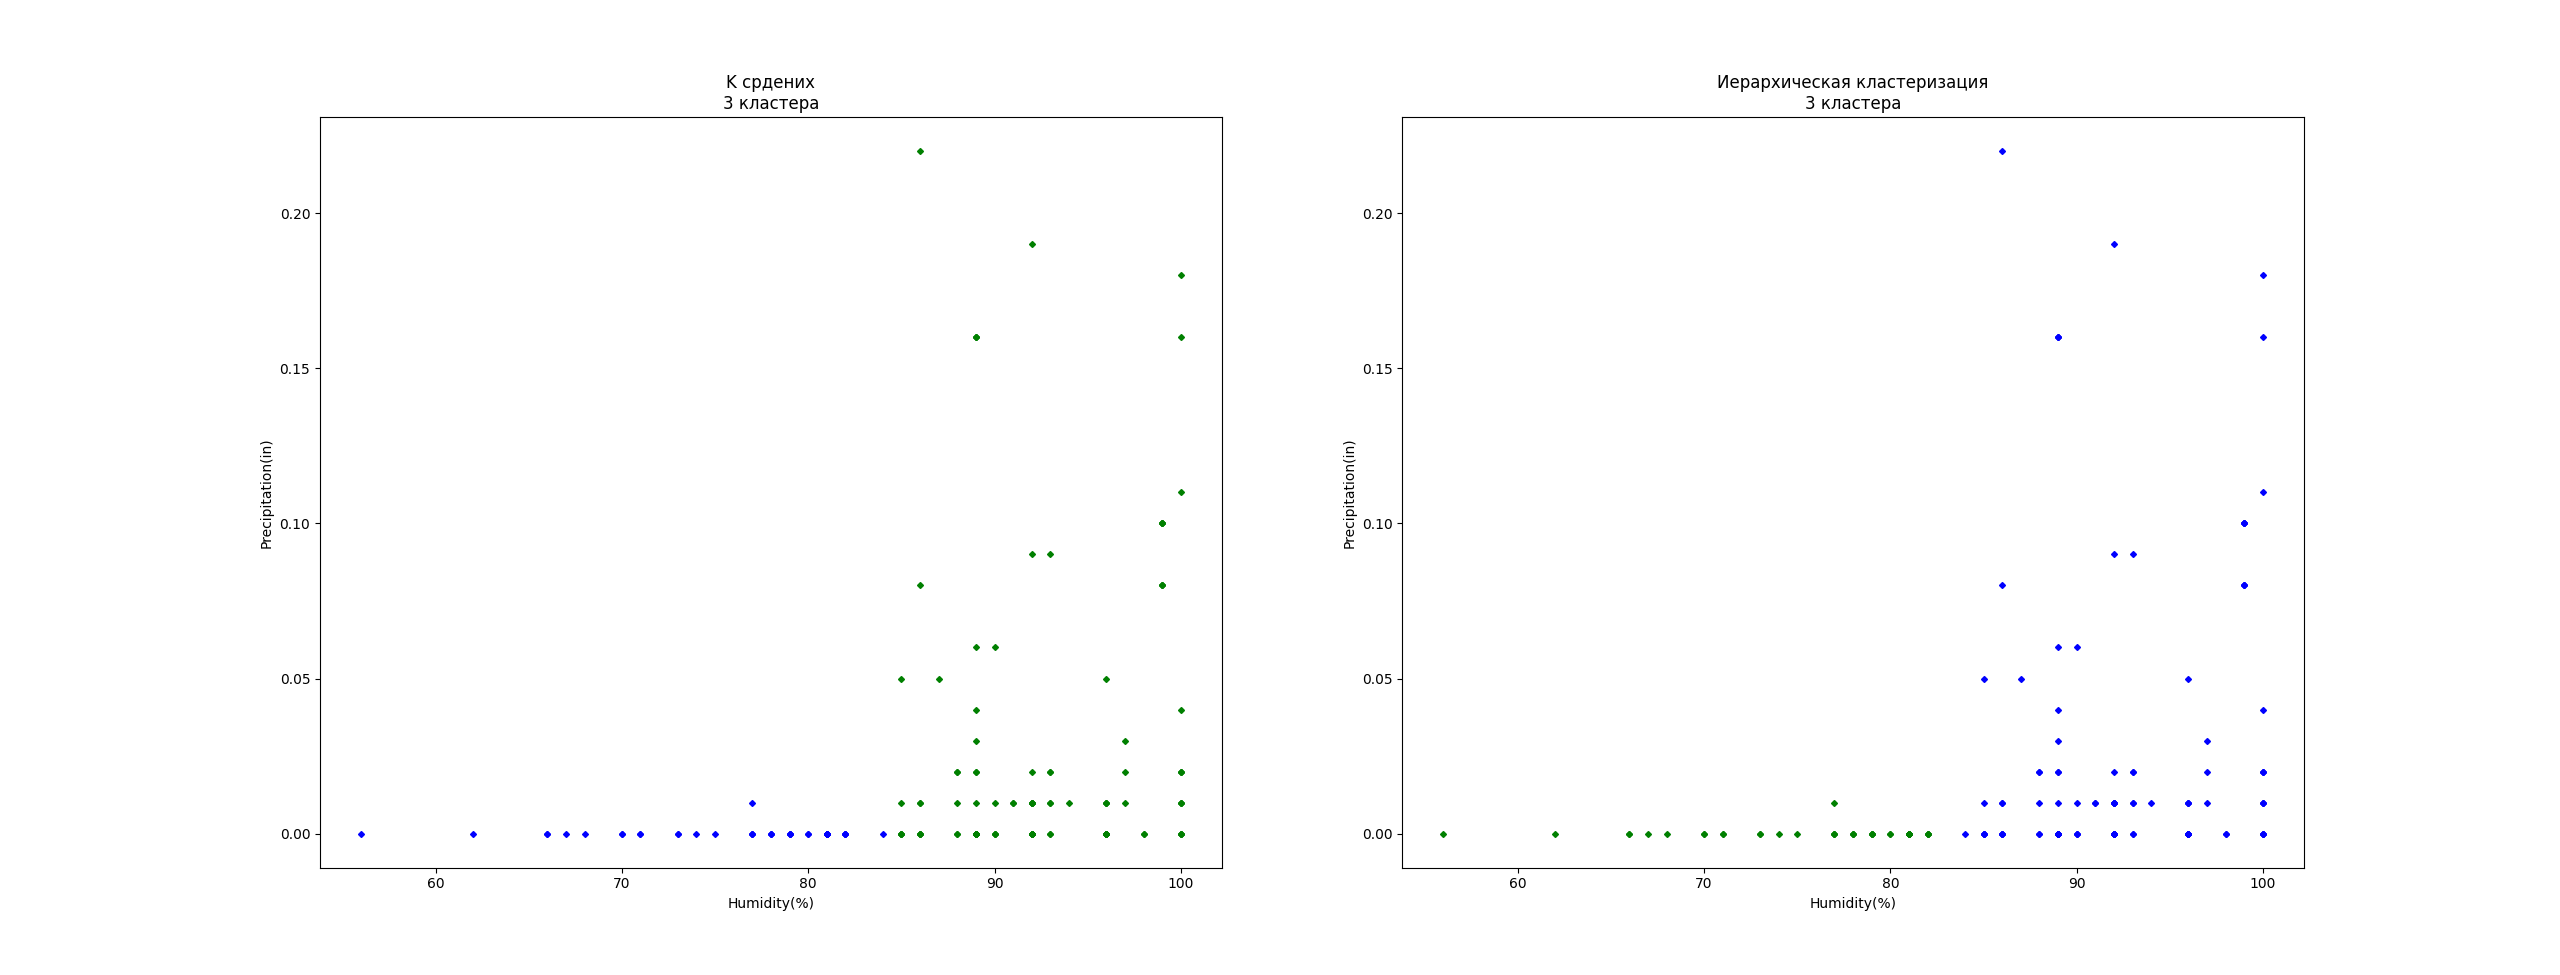 K срдених
3 кластера
0.20
0.15
0.10
0.05
0.00
Precipitation(in)
60 70 80 90 100
Humidity(%)
Иерархическая кластеризация
3 кластера
0.20
0.15
0.10
0.05
0.00
Precipitation(in)
60 70 80 90 100
Humidity(%)